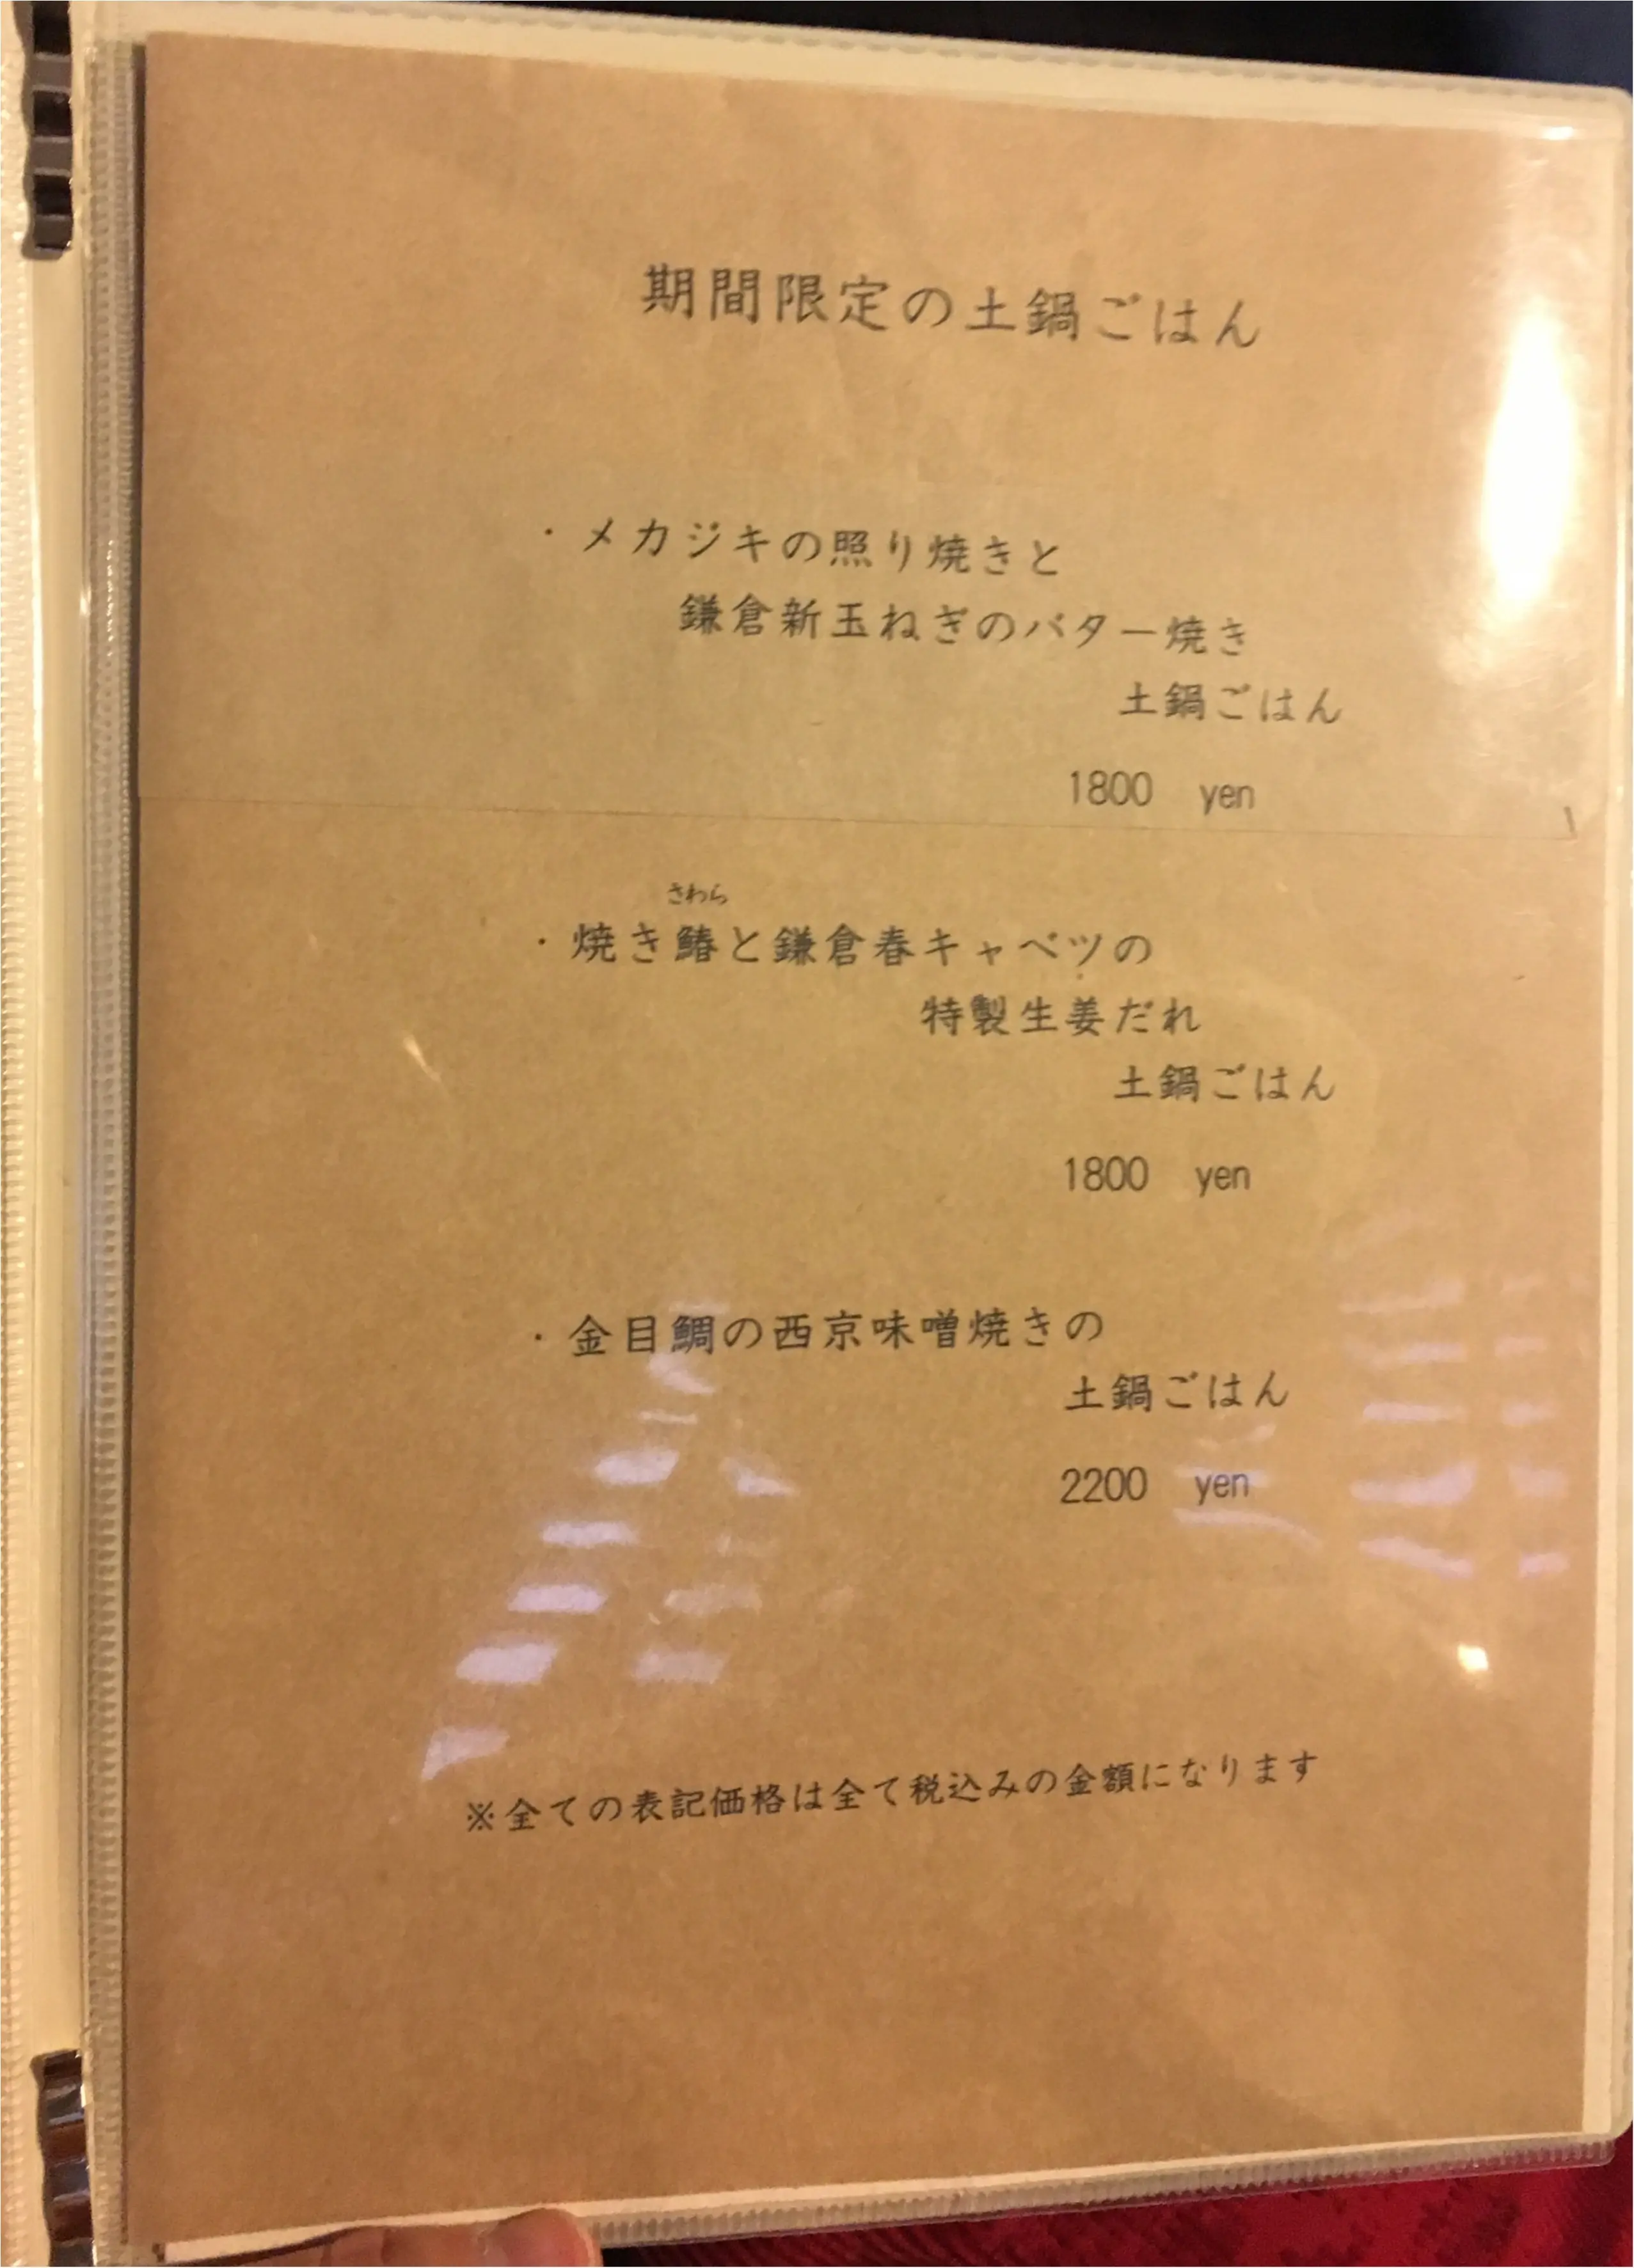 期間限定の土鍋ごはん
・メカジキの照り焼きと
鎌倉新玉ねぎのバター焼き
土鍋ごはん
1800 yen
さわら
・焼き鰆と鎌倉春キャベツの
特製生姜だれ
土鍋ごはん
1800 yen
・金目鯛の西京味噌焼きの
土鍋ごはん
2200 yen
※全ての表記価格は全て税込みの金額になります